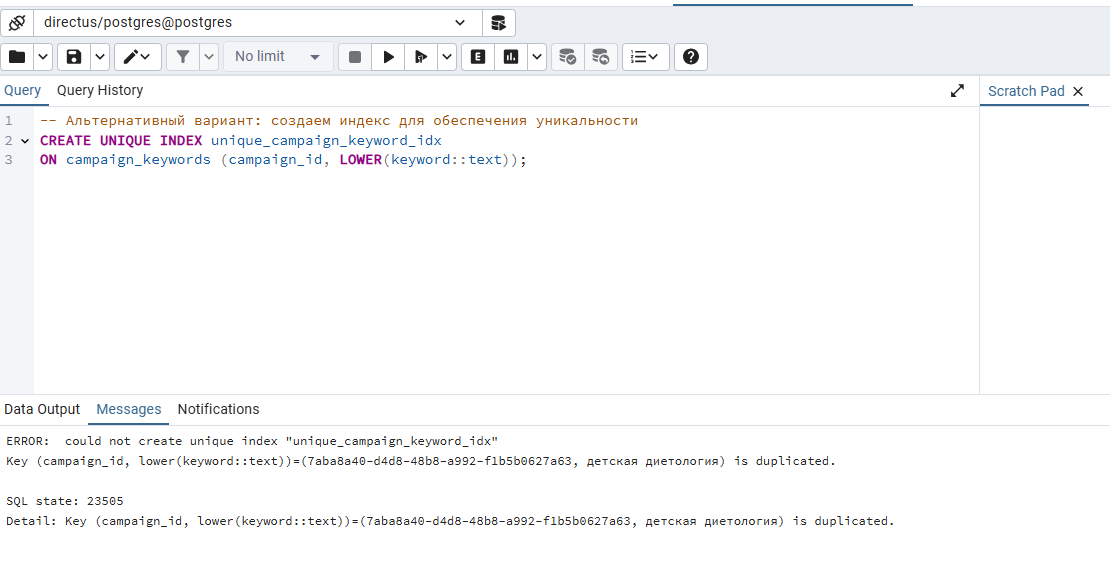 directus/postgres@postgres
No limit
Query
Query History
Scratch Pad
1 -- Альтернативный вариант: создаем индекс для обеспечения уникальности
2 CREATE UNIQUE INDEX unique_campaign_keyword_idx
3 ON campaign_keywords (campaign_id, LOWER(keyword::text));
Data Output
Messages
Notifications
ERROR:  could not create unique index "unique_campaign_keyword_idx"
Key (campaign_id, lower(keyword::text))=(7aba8a40-d4d8-48b8-a992-f1b5b0627a63, детская диетология) is duplicated.
SQL state: 23505
Detail: Key (campaign_id, lower(keyword::text))=(7aba8a40-d4d8-48b8-a992-f1b5b0627a63, детская диетология) is duplicated.